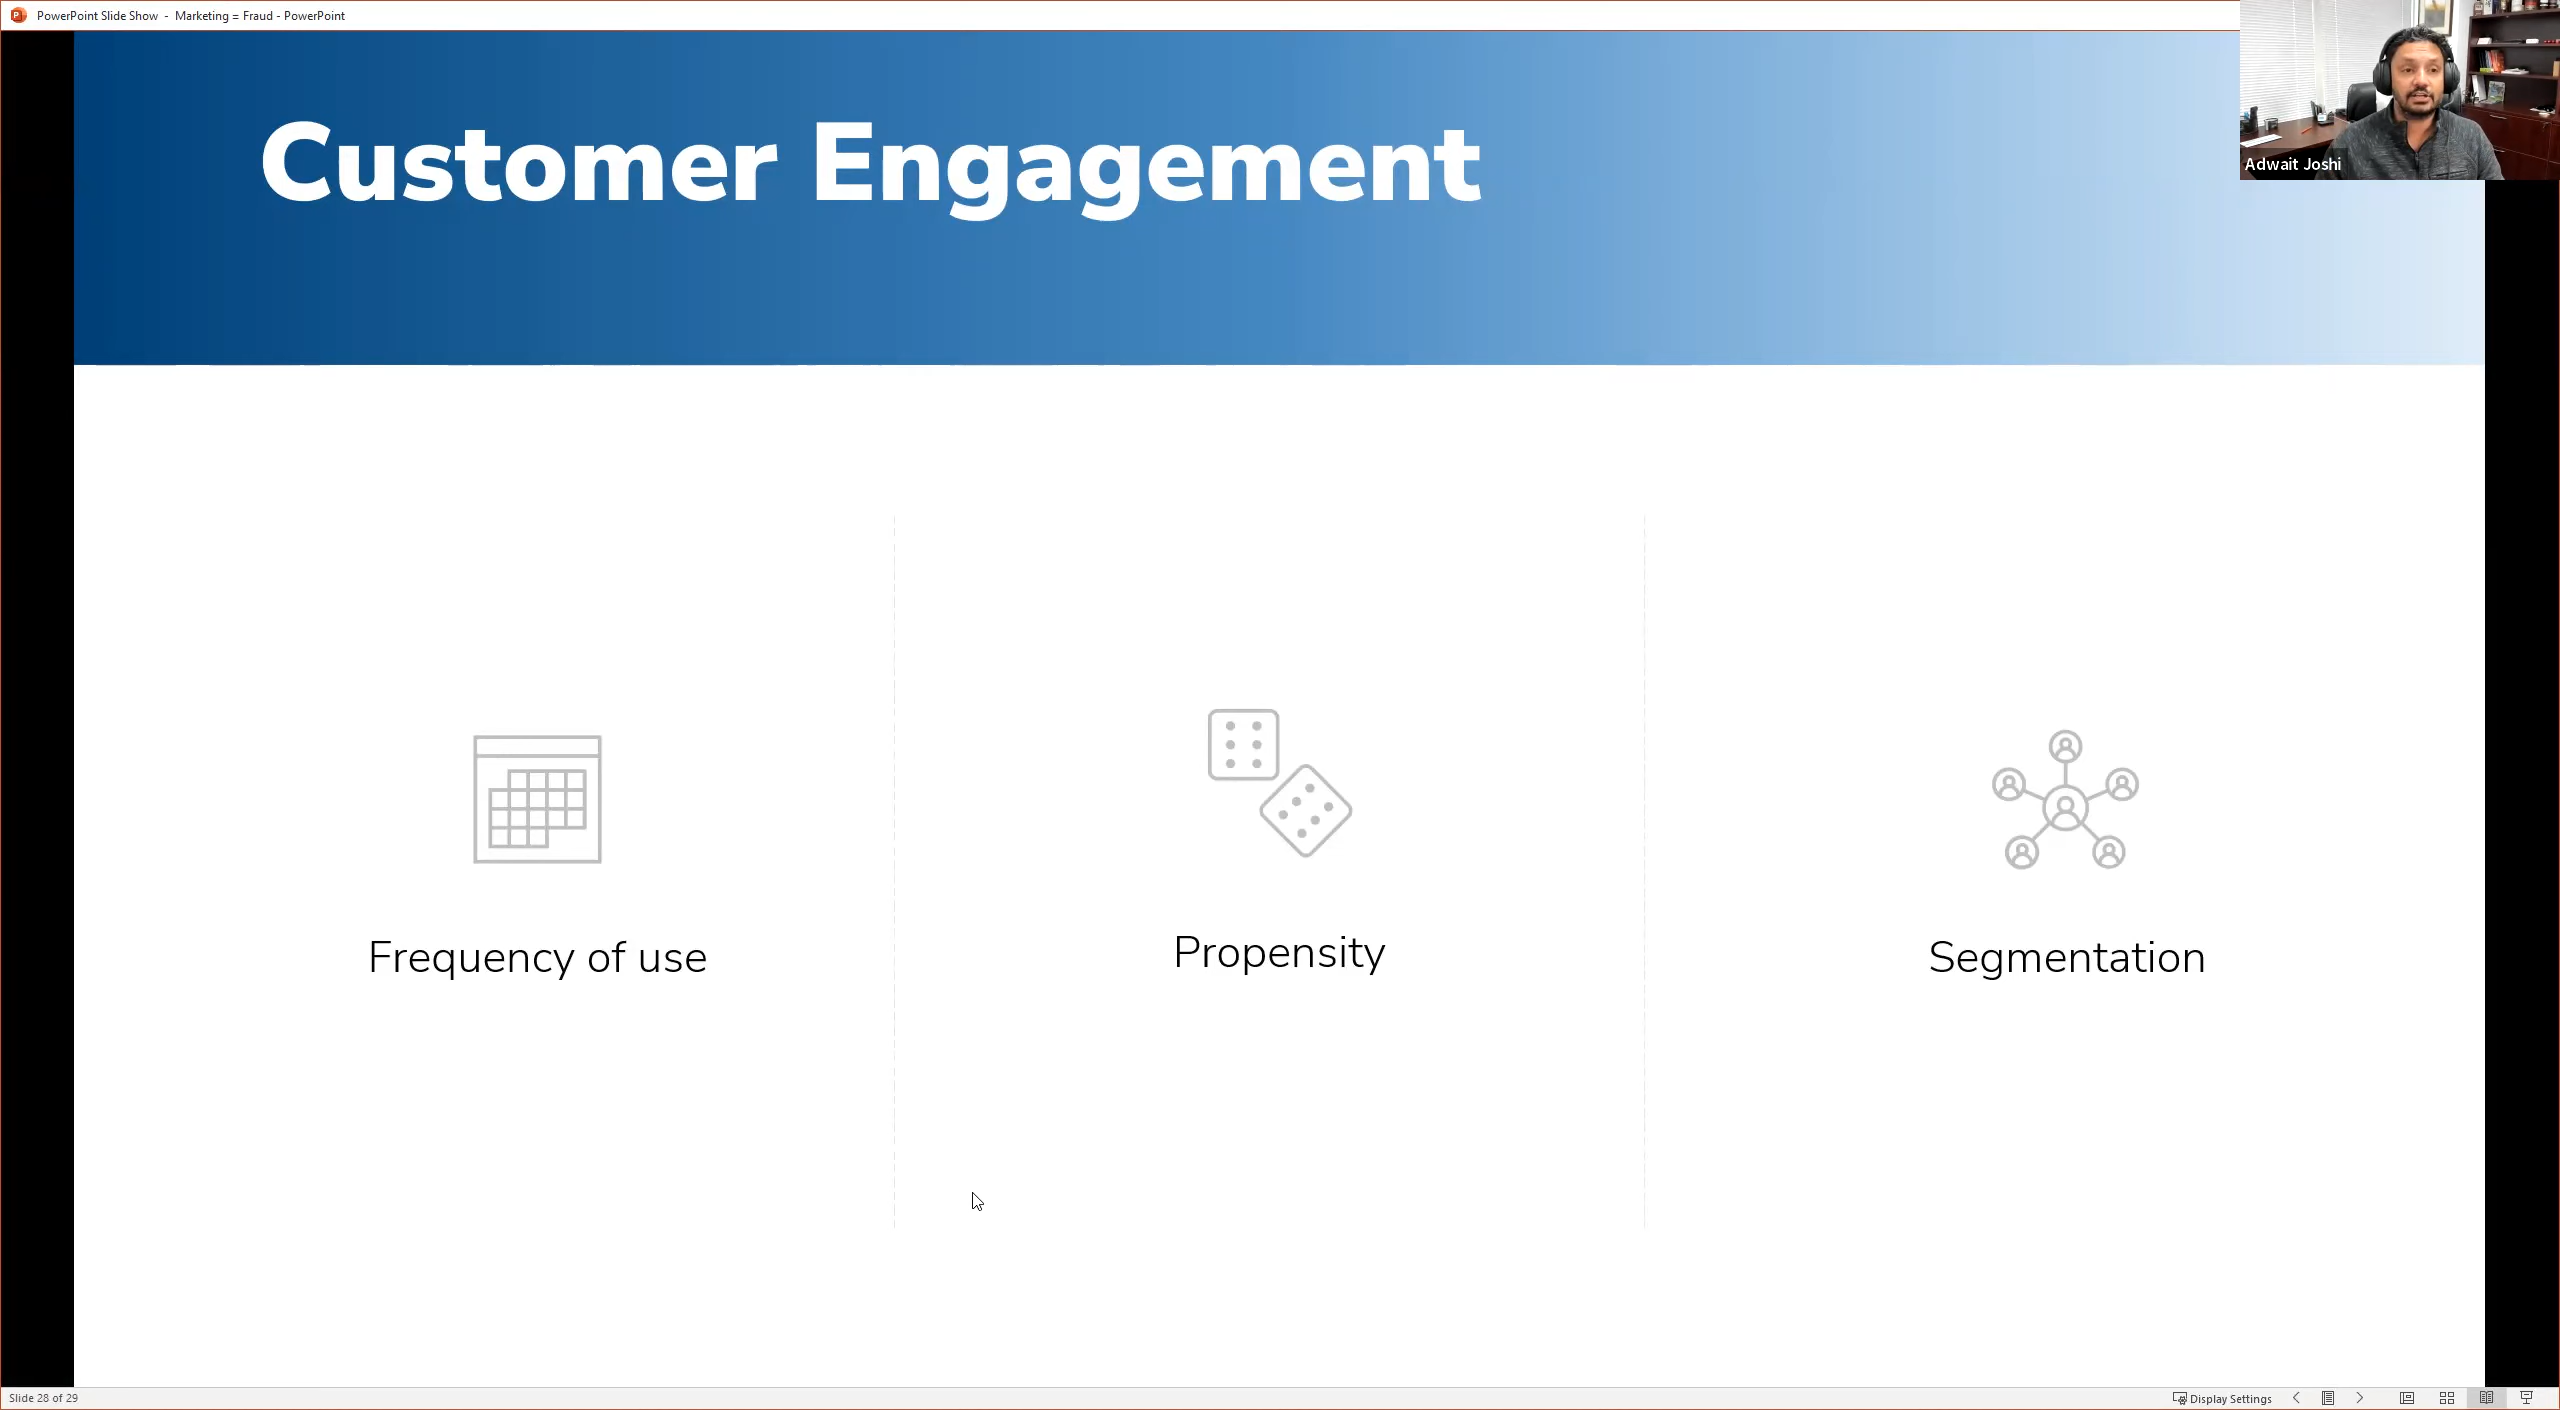 PowerPoint Slide Show - Marketing = Fraud - PowerPoint
Adwait Joshi
Customer Engagement
Frequency of use
Propensity
Segmentation
Slide 28 of 29
Display Settings